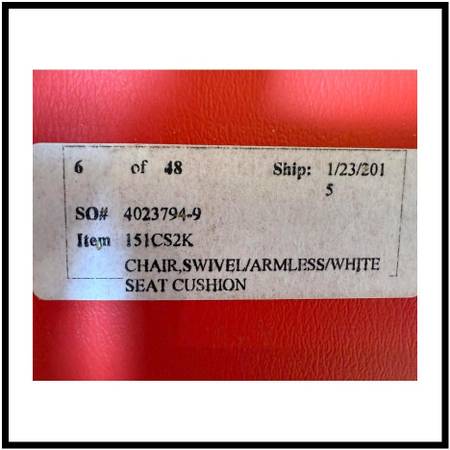 6 of 48 Ship: 1/23/201
5
SO# 4023794-9
Item 151CS2K
CHAIR,SWIVEL/ARMLESS/WHITE
SEAT CUSHION